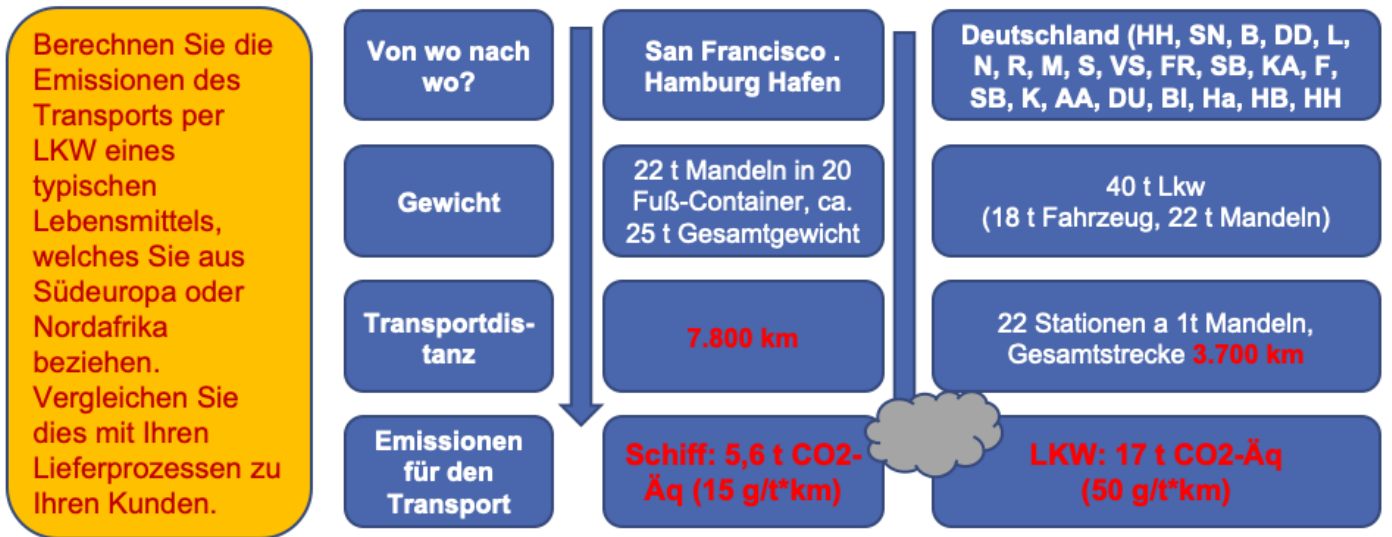 Berechnen Sie die
Emissionen des
Transports per
LKW eines
typischen
Lebensmittels,
welches Sie aus
Südeuropa oder
Nordafrika
beziehen.
Vergleichen Sie
dies mit Ihren
Lieferprozessen zu
Ihren Kunden.
Von wo nach
wo?
San Francisco .
Hamburg Hafen
Deutschland (HH, SN, B, DD, L,
N, R, M, S, VS, FR, SB, KA, F,
SB, K, AA, DU, BI, Ha, HB, HH
Gewicht
22 t Mandeln in 20
Fuß-Container, ca.
25 t Gesamtgewicht
40 t Lkw
(18 t Fahrzeug, 22 t Mandeln)
Transportdis-
tanz
7.800 km
22 Stationen a 1t Mandeln,
Gesamtstrecke 3.700 km
Emissionen
für den
Transport
Schiff: 5,6 t CO2-
Äq (15 g/t*km)
LKW: 17 t CO2-Äq
(50 g/t*km)